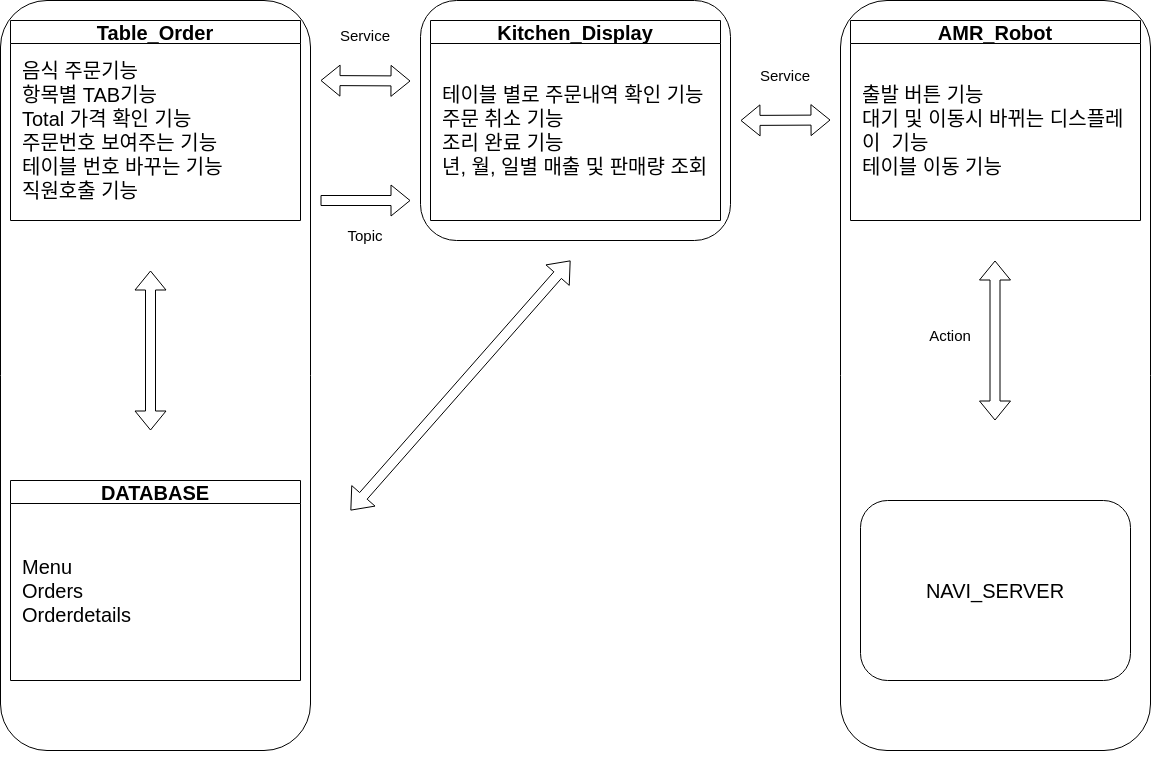 Table_Order
음식 주문기능
항목별 TAB기능
Total 가격 확인 기능
주문번호 보여주는 기능
테이블 번호 바꾸는 기능
직원호출 기능
Service
Topic
Kitchen_Display
테이블 별로 주문내역 확인 기능
주문 취소 기능
조리 완료 기능
년, 월, 일별 매출 및 판매량 조회
Service
AMR_Robot
출발 버튼 기능
대기 및 이동시 바뀌는 디스플레
이 기능
테이블 이동 기능
Action
DATABASE
Menu
Orders
Orderdetails
NAVI_SERVER